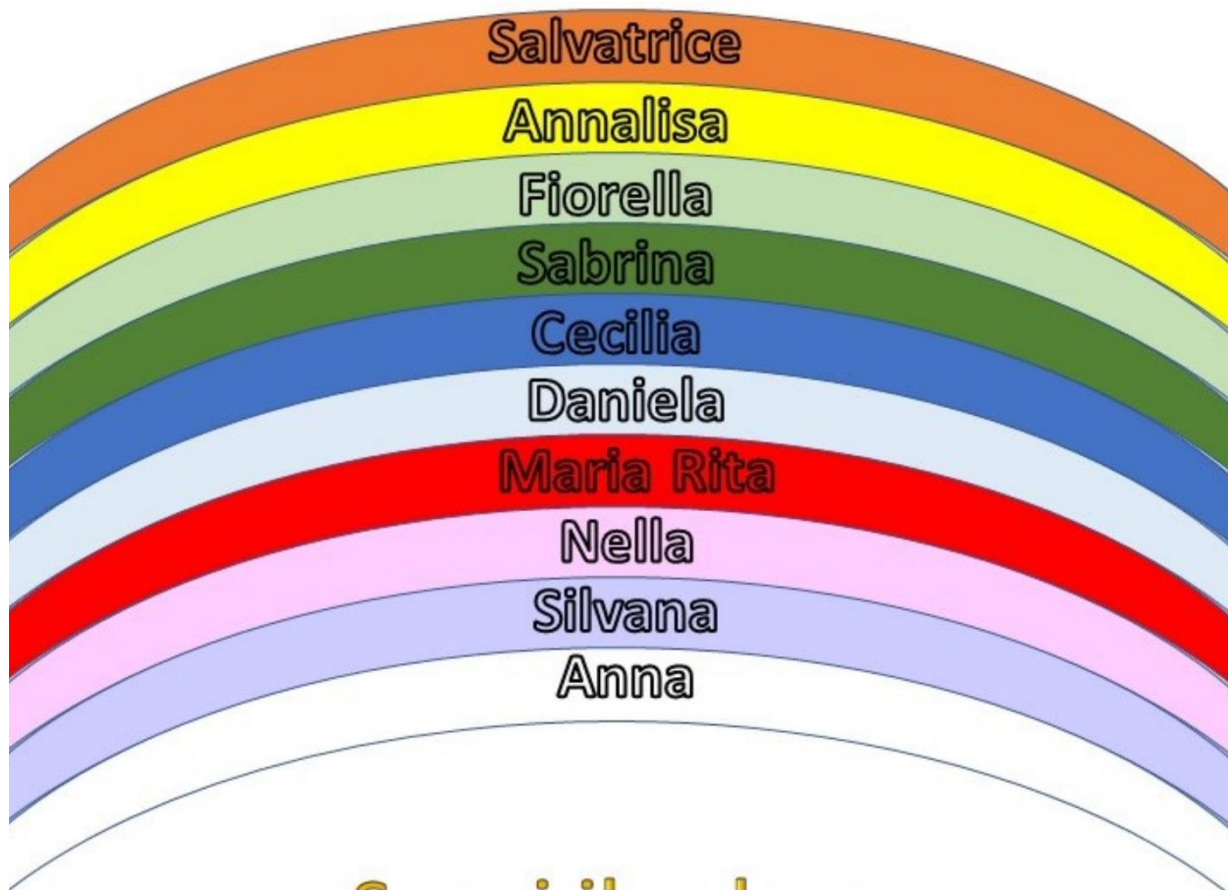 Salvatrice
Annalisa
Fiorella
Sabrina
Cecilia
Daniela
Maria Rita
Nella
Silvana
Anna